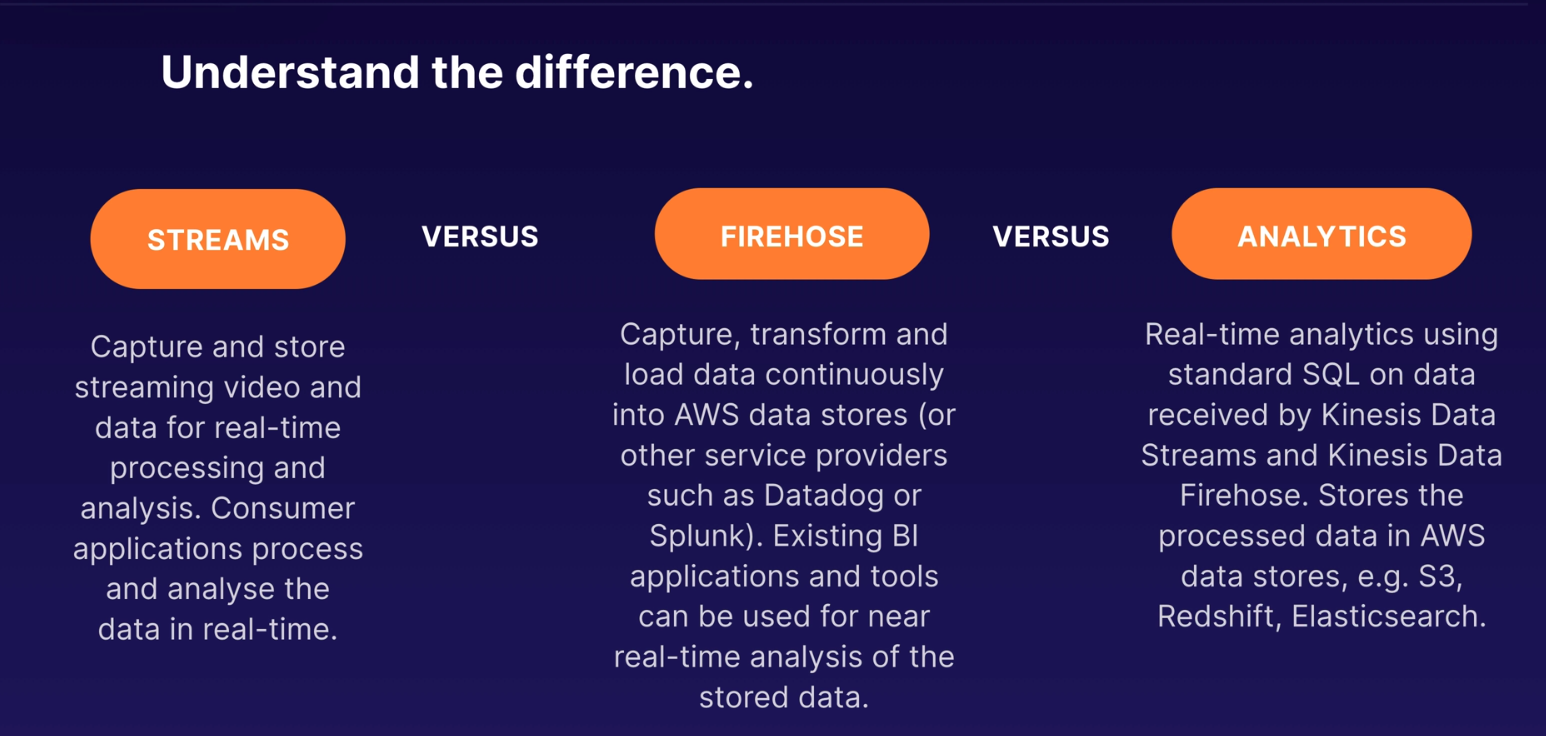 Understand the difference.
STREAMS
VERSUS
FIREHOSE
VERSUS
ANALYTICS
Capture and store
streaming video and
data for real-time
processing and
analysis. Consumer
applications process
and analyse the
data in real-time.
Capture, transform and
load data continuously
into AWS data stores (or
other service providers
such as Datadog or
Splunk). Existing BI
applications and tools
can be used for near
real-time analysis of the
stored data.
Real-time analytics using
standard SQL on data
received by Kinesis Data
Streams and Kinesis Data
Firehose. Stores the
processed data in AWS
data stores, e.g. S3,
Redshift, Elasticsearch.